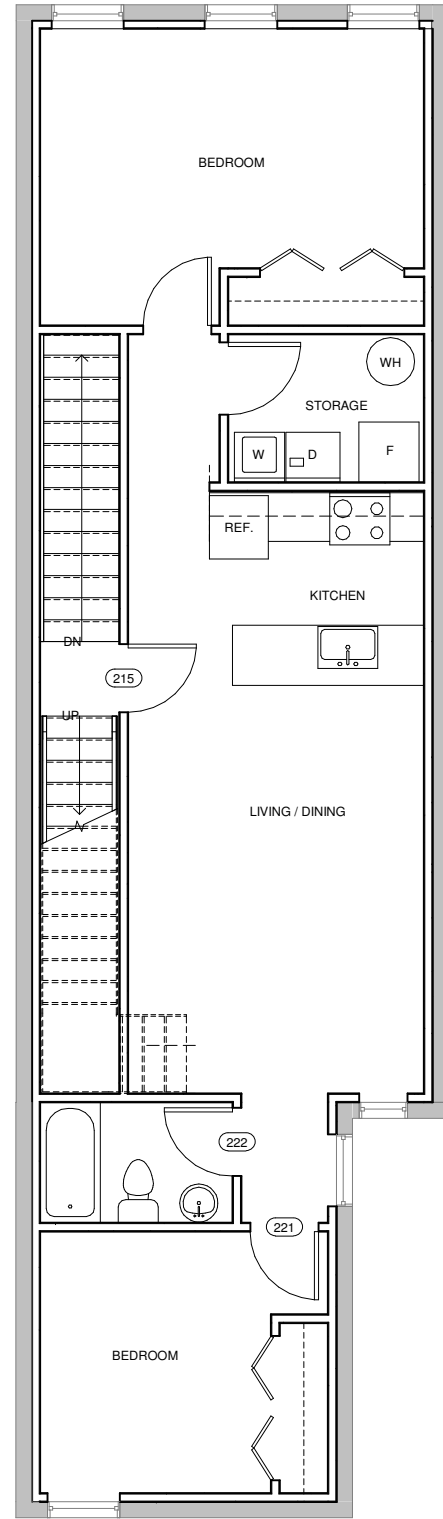 BEDROOM
WH
STORAGE
W
D
F
REF.
KITCHEN
DN
215
UP
LIVING / DINING
222
221
BEDROOM